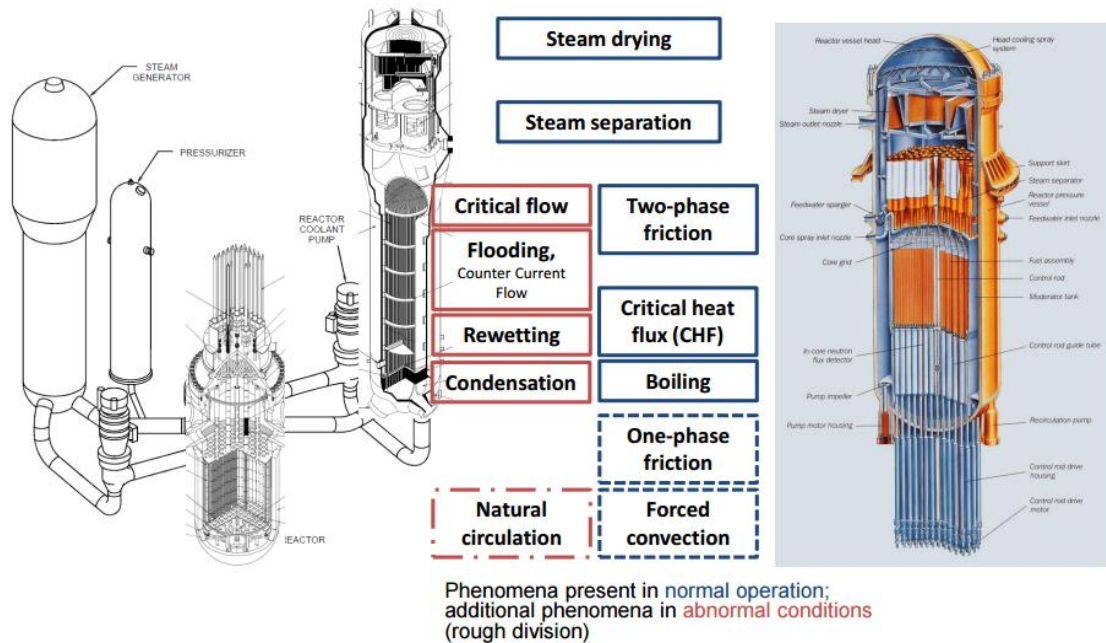 STEAM
GENERATOR
PRESSURIZER
REACTOR
COOLANT
PUMP
REACTOR
Steam drying
Steam separation
Critical flow
Flooding,
Counter Current
Flow
Rewetting
Condensation
Natural
circulation
Two-phase
friction
Critical heat
flux (CHF)
Boiling
One-phase
friction
Forced
convection
Phenomena present in normal operation;
additional phenomena in abnormal conditions
(rough division)
Reactor vessel head
Head cooling spray
system
Steam dryer
Steam outlet nozzle
Feedwater sparger
Core spray inlet nozzle
Core grid
In-core neutron
flux detector
Pump impeller
Pump motor housing
Support skirt
Steam separator
Reactor pressure
vessel
Feedwater inlet nozzle
Fuel assembly
Control rod
Moderator tank
Control rod guide tube
Recirculation pump
Control rod drive
housing
Control rod drive
motor